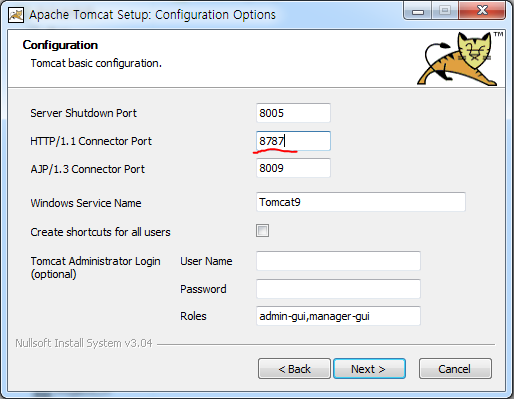 Apache Tomcat Setup: Configuration Options
Configuration
Tomcat basic configuration.
TM
Server Shutdown Port 8005
HTTP/1.1 Connector Port 8787
AJP/1.3 Connector Port 8009
Windows Service Name Tomcat9
Create shortcuts for all users
Tomcat Administrator Login User Name
(optional)
Password
Roles admin-gui,manager-gui
Nullsoft Install System v3.04
< Back Next > Cancel